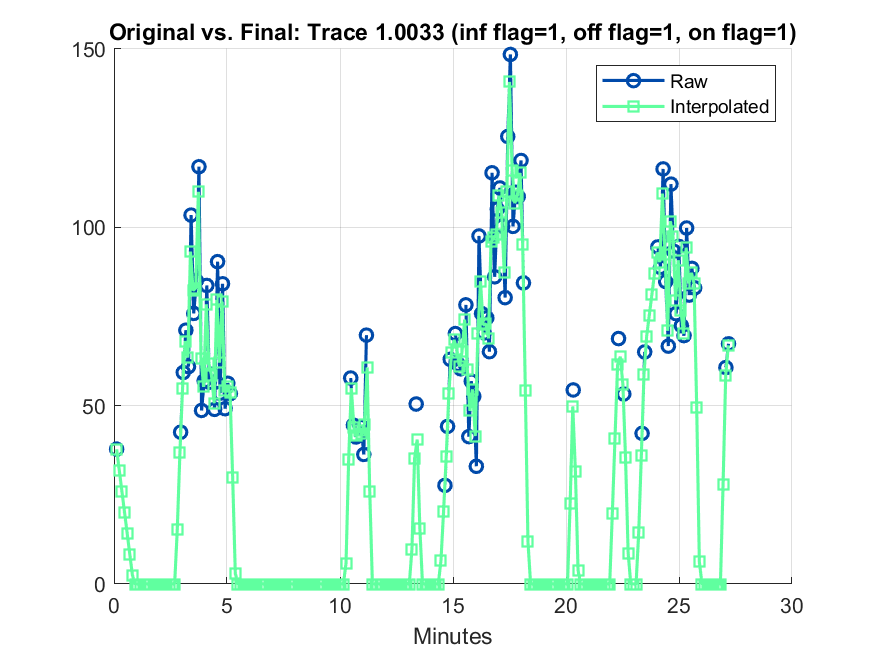 Original vs. Final: Trace 1.0033 (inf flag=1, off flag=1, on flag=1)
150
100
50
0
0 5 10 15 20 25 30
Minutes
Raw
Interpolated